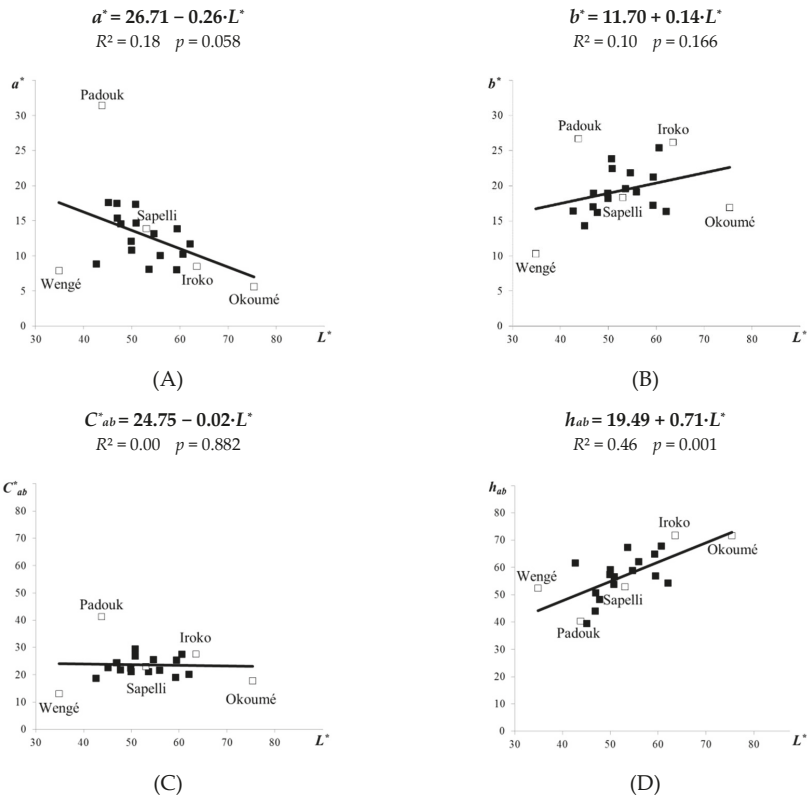 a* = 26.71 − 0.26·L*
R² = 0.18 p = 0.058
a*
35
30
25
20
15
10
5
0
30 40 50 60 70 80 L*
Padouk
Sapelli
Wengé
Iroko
Okoumé
(A)
b* = 11.70 + 0.14·L*
R² = 0.10 p = 0.166
b*
35
30
25
20
15
10
5
0
30 40 50 60 70 80 L*
Padouk
Iroko
Sapelli
Okoumé
Wengé
(B)
C*ab = 24.75 − 0.02·L*
R² = 0.00 p = 0.882
C*ab
80
70
60
50
40
30
20
10
0
30 40 50 60 70 80 L*
Padouk
Iroko
Sapelli
Wengé
Okoumé
(C)
hab = 19.49 + 0.71·L*
R² = 0.46 p = 0.001
hab
80
70
60
50
40
30
20
10
0
30 40 50 60 70 80 L*
Iroko
Okoumé
Wengé
Sapelli
Padouk
(D)